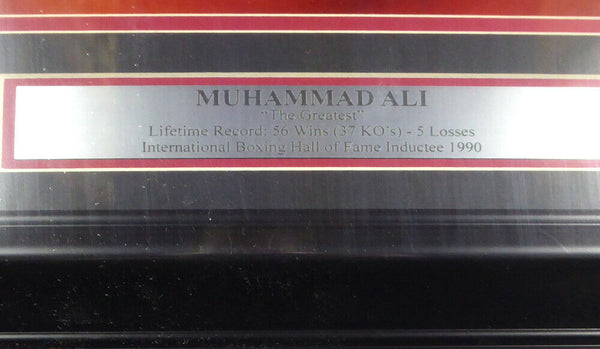 MUHAMMAD ALI
"The Greatest"
Lifetime Record: 56 Wins (37 KO's) - 5 Losses
International Boxing Hall of Fame Inductee 1990